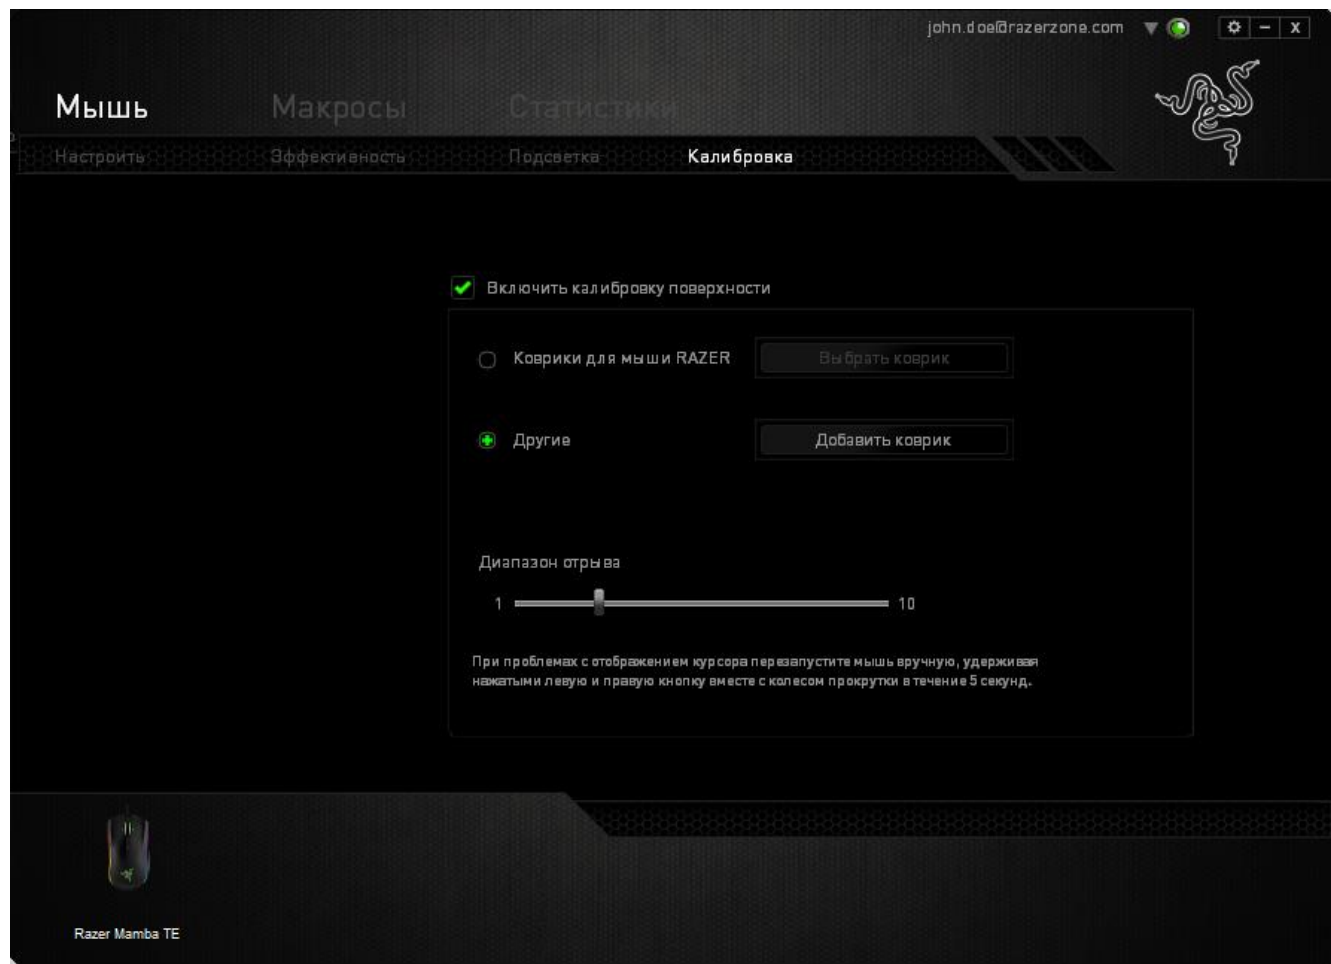 john.doe@razerzone.com
Мышь Макросы Статистики
Настроить Эффективность Подсветка Калибровка
Включить калибровку поверхности
Коврики для мыши RAZER Выбрать коврик
Другие Добавить коврик
Диапазон отрыва
1 10
При проблемах с отображением курсора перезапустите мышь вручную, удерживая
нажатыми левую и правую кнопку вместе с колесом прокрутки в течение 5 секунд.
Razer Mamba TE